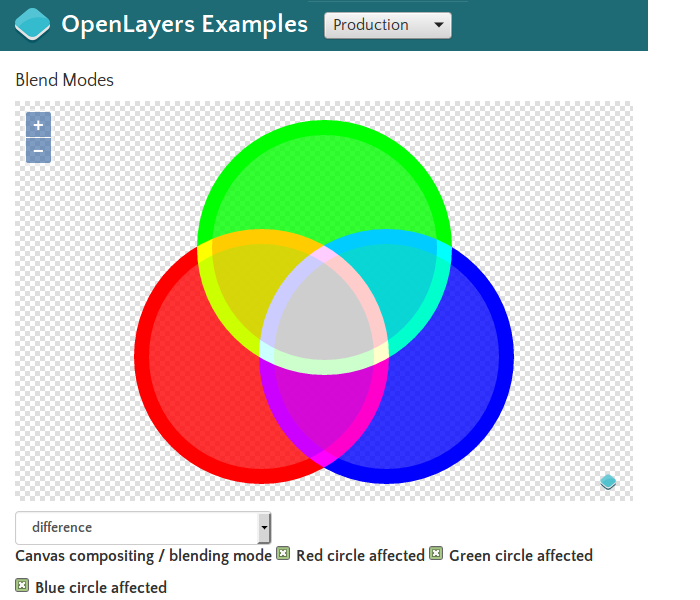 OpenLayers Examples Production
Blend Modes
+
−
difference
Canvas compositing / blending mode Red circle affected Green circle affected
Blue circle affected